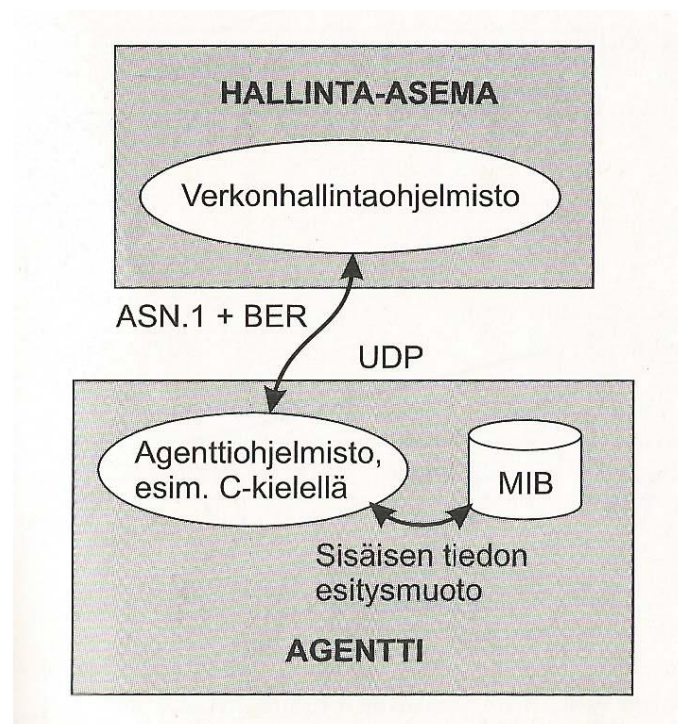 HALLINTA-ASEMA
Verkonhallintaohjelmisto
ASN.1 + BER
UDP
Agenttiohjelmisto,
esim. C-kielellä
MIB
Sisäisen tiedon
esitysmuoto
AGENTTI